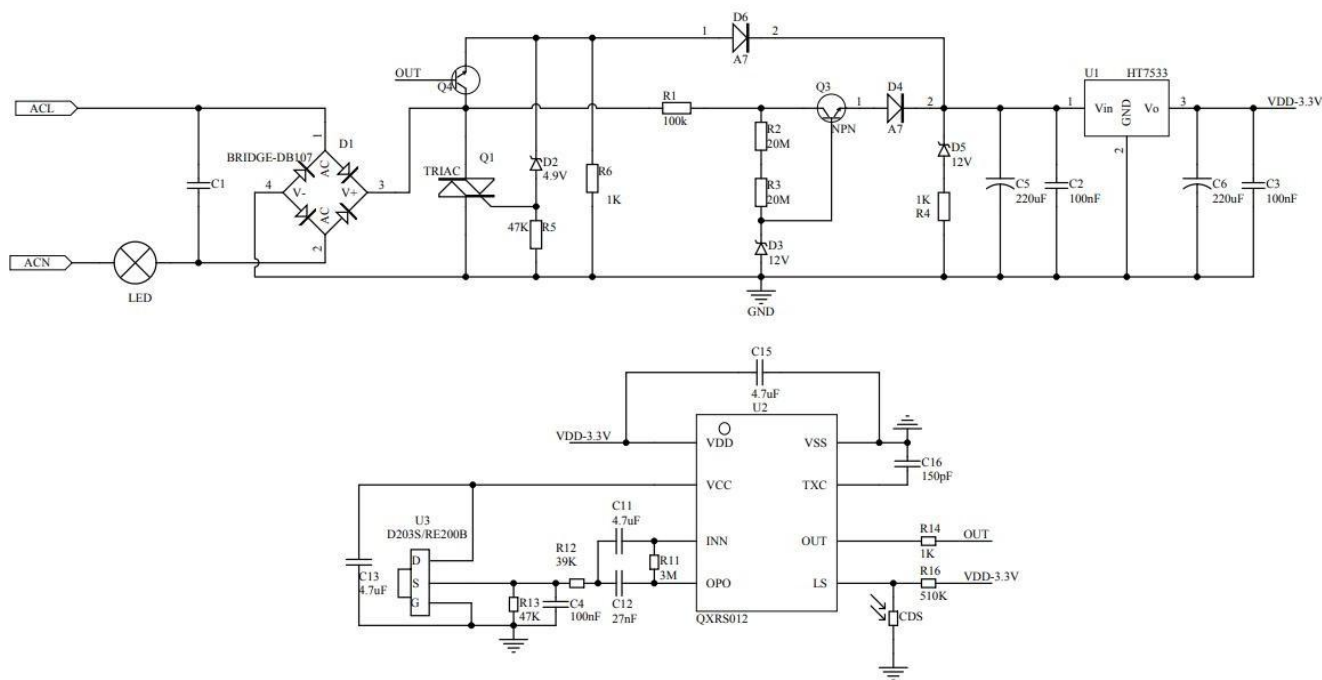 D6
1
2
A7
OUT
Q4
Q3
1
D4
2
NPN
A7
U1
HT7533
1
Vin
GND
Vo
3
VDD-3.3V
2
ACL
R1
100k
1
D1
BRIDGE-DB107
AC
4
V-
V+
3
AC
2
C1
TRIAC
Q1
D2
4.9V
R6
1K
47K
R5
R2
20M
R3
20M
D3
12V
D5
12V
1K
R4
C5
220uF
C2
100nF
C6
220uF
C3
100nF
ACN
LED
GND
C15
4.7uF
U2
VDD-3.3V
VDD
VSS
C16
150pF
VCC
TXC
U3
D203S/RE200B
C11
4.7uF
INN
OUT
R14
1K
OUT
D
R12
39K
R11
3M
C13
4.7uF
S
OPO
LS
R16
510K
VDD-3.3V
G
R13
47K
C4
100nF
C12
27nF
QXRS012
CDS